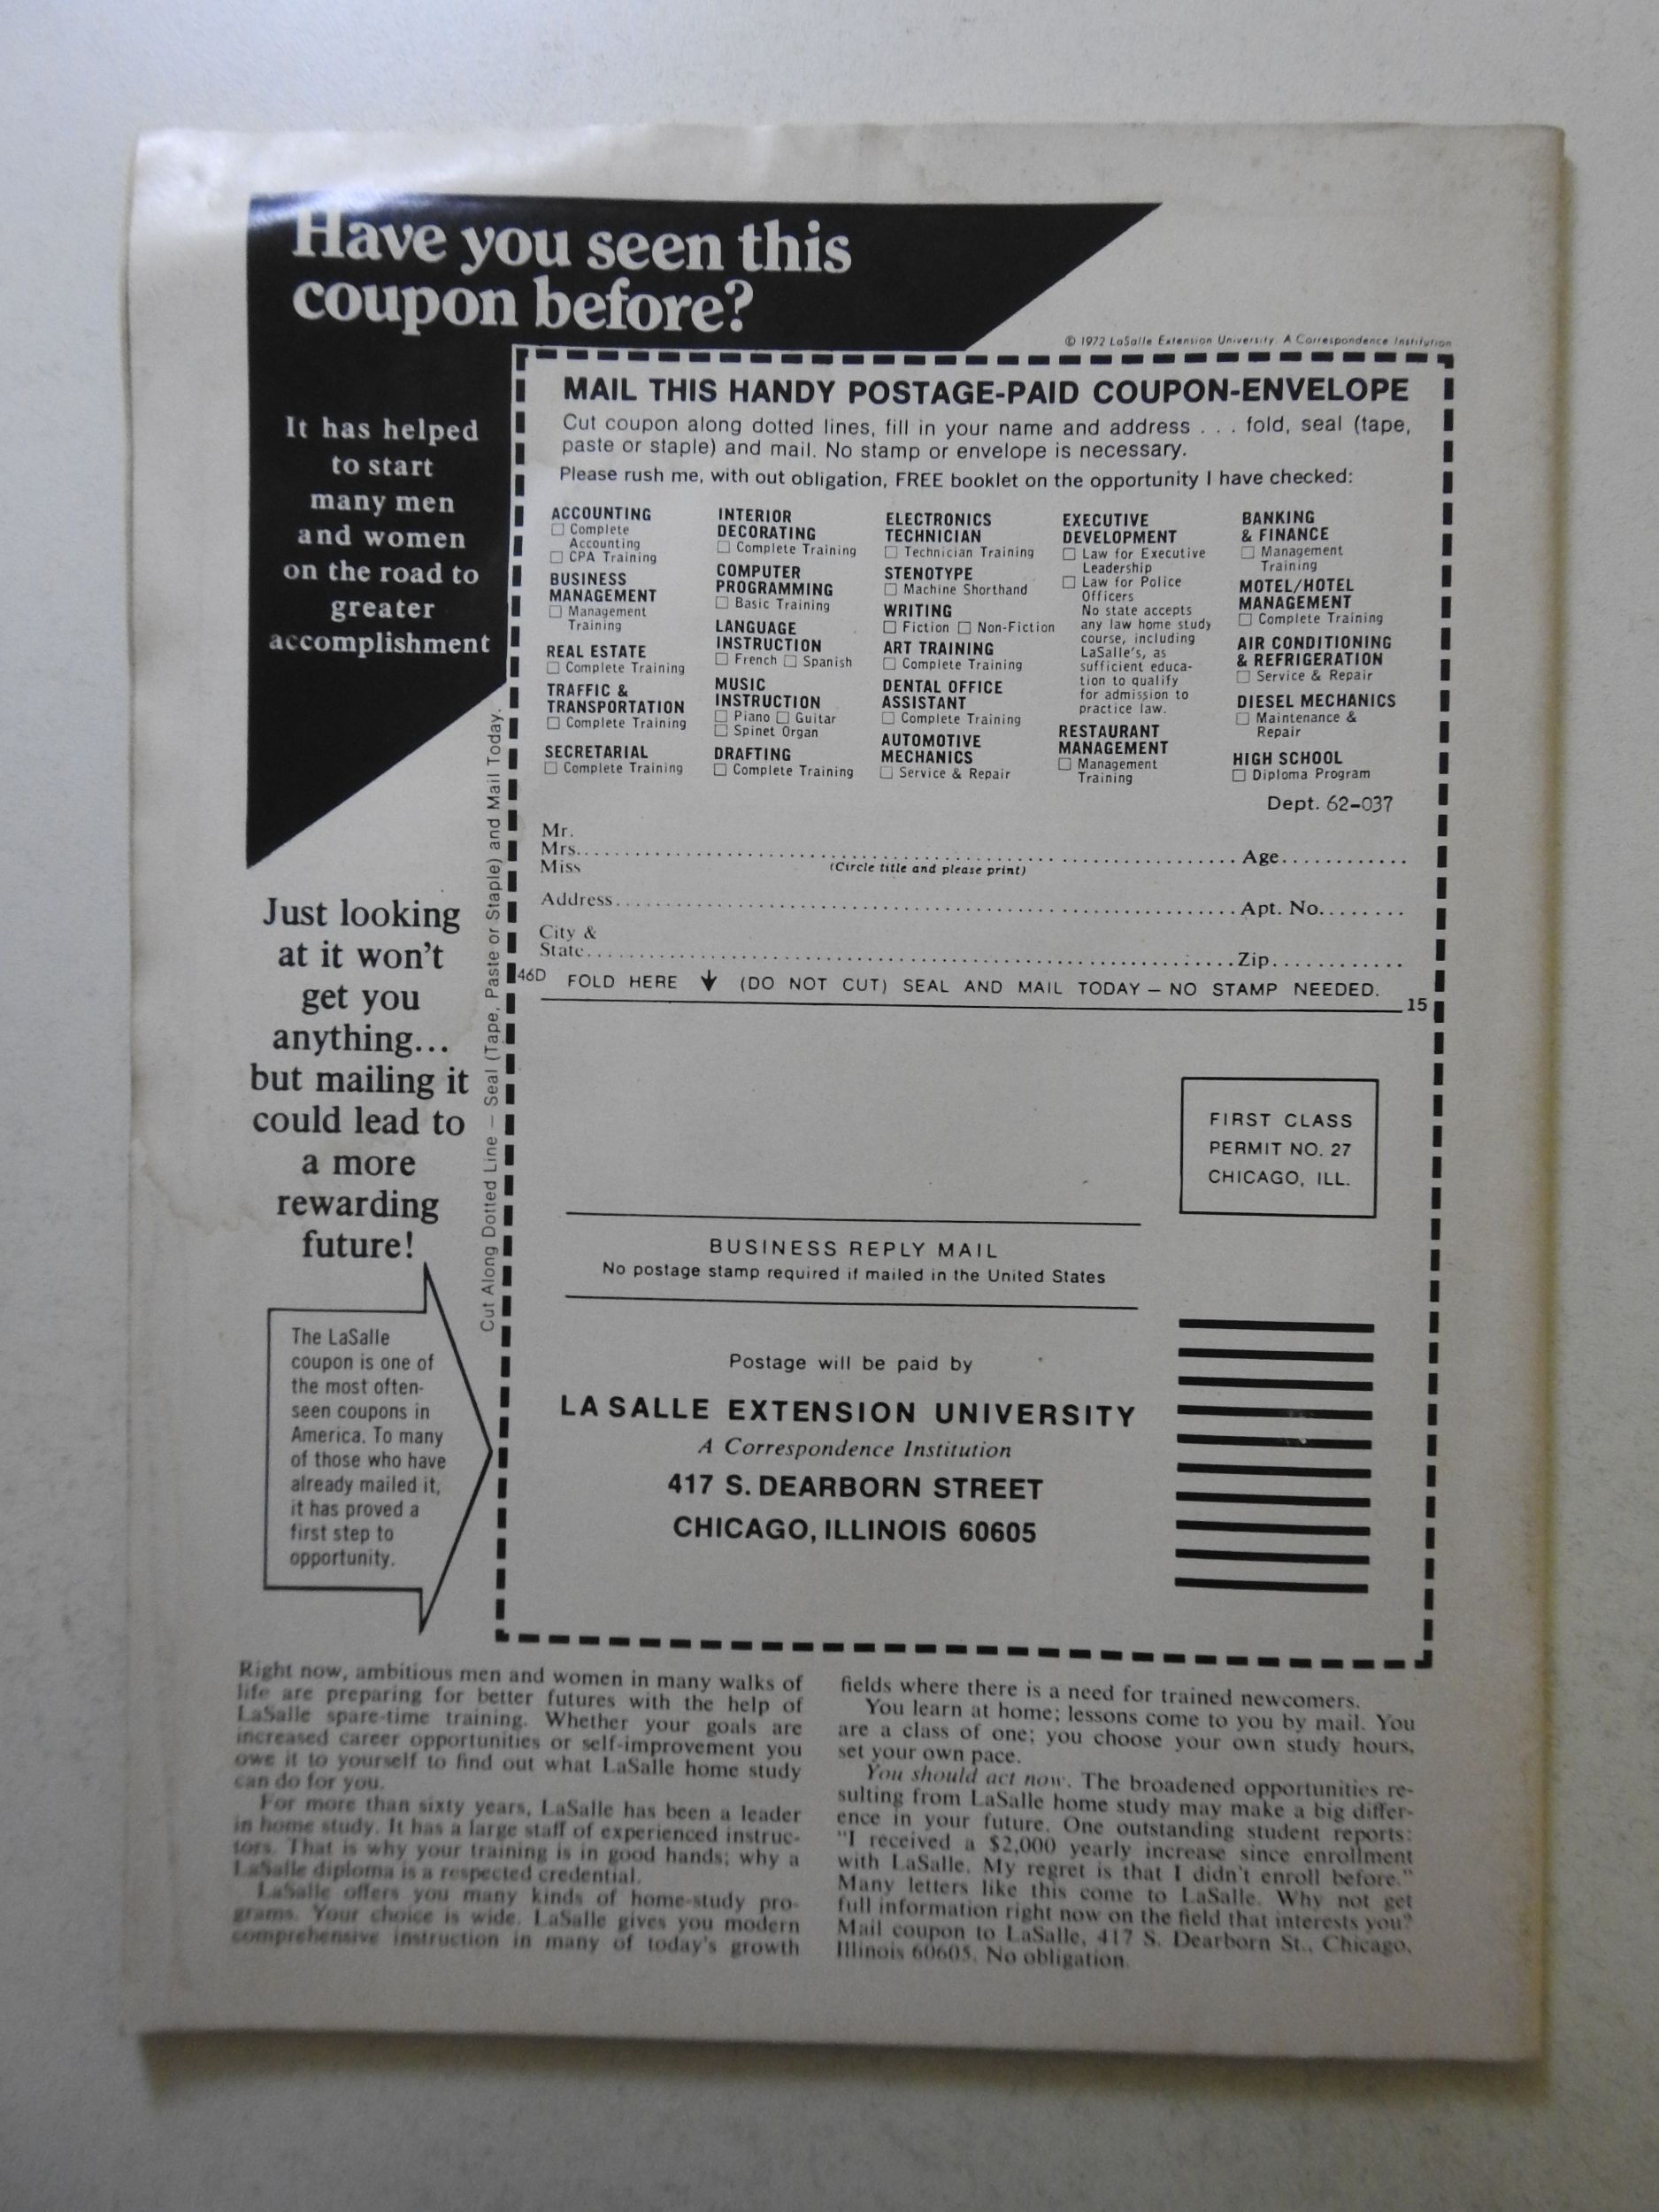 Have you seen this
coupon before?
© 1972 LaSalle Extension University. A Correspondence Institution
It has helped
to start
many men
and women
on the road to
greater
accomplishment
Just looking
at it won't
get you
anything...
but mailing it
could lead to
a more
rewarding
future!
The LaSalle
coupon is one of
the most often-
seen coupons in
America. To many
of those who have
already mailed it,
it has proved a
first step to
opportunity.
Cut Along Dotted Line — Seal (Tape, Paste or Staple) and Mail Today.
MAIL THIS HANDY POSTAGE-PAID COUPON-ENVELOPE
Cut coupon along dotted lines, fill in your name and address . . . fold, seal (tape,
paste or staple) and mail. No stamp or envelope is necessary.
Please rush me, with out obligation, FREE booklet on the opportunity I have checked:
ACCOUNTING
☐ Complete
Accounting
☐ CPA Training
BUSINESS
MANAGEMENT
☐ Management
Training
REAL ESTATE
☐ Complete Training
TRAFFIC &
TRANSPORTATION
☐ Complete Training
SECRETARIAL
☐ Complete Training
INTERIOR
DECORATING
☐ Complete Training
COMPUTER
PROGRAMMING
☐ Basic Training
LANGUAGE
INSTRUCTION
☐ French ☐ Spanish
MUSIC
INSTRUCTION
☐ Piano ☐ Guitar
☐ Spinet Organ
DRAFTING
☐ Complete Training
ELECTRONICS
TECHNICIAN
☐ Technician Training
STENOTYPE
☐ Machine Shorthand
WRITING
☐ Fiction ☐ Non-Fiction
ART TRAINING
☐ Complete Training
DENTAL OFFICE
ASSISTANT
☐ Complete Training
AUTOMOTIVE
MECHANICS
☐ Service & Repair
EXECUTIVE
DEVELOPMENT
☐ Law for Executive
Leadership
☐ Law for Police
Officers
No state accepts
any law home study
course, including
LaSalle's, as
sufficient educa-
tion to qualify
for admission to
practice law.
RESTAURANT
MANAGEMENT
☐ Management
Training
BANKING
& FINANCE
☐ Management
Training
MOTEL/HOTEL
MANAGEMENT
☐ Complete Training
AIR CONDITIONING
& REFRIGERATION
☐ Service & Repair
DIESEL MECHANICS
☐ Maintenance &
Repair
HIGH SCHOOL
☐ Diploma Program
Dept. 62-037
Mr.
Mrs. Age
Miss (Circle title and please print)
Address Apt. No.
City &
State Zip
46D FOLD HERE ↓ (DO NOT CUT) SEAL AND MAIL TODAY — NO STAMP NEEDED.
15
FIRST CLASS
PERMIT NO. 27
CHICAGO, ILL.
BUSINESS REPLY MAIL
No postage stamp required if mailed in the United States
Postage will be paid by
LA SALLE EXTENSION UNIVERSITY
A Correspondence Institution
417 S. DEARBORN STREET
CHICAGO, ILLINOIS 60605
Right now, ambitious men and women in many walks of
life are preparing for better futures with the help of
LaSalle spare-time training. Whether your goals are
increased career opportunities or self-improvement you
owe it to yourself to find out what LaSalle home study
can do for you.
For more than sixty years, LaSalle has been a leader
in home study. It has a large staff of experienced instruc-
tors. That is why your training is in good hands; why a
LaSalle diploma is a respected credential.
LaSalle offers you many kinds of home-study pro-
grams. Your choice is wide. LaSalle gives you modern
comprehensive instruction in many of today's growth
fields where there is a need for trained newcomers.
You learn at home; lessons come to you by mail. You
are a class of one; you choose your own study hours,
set your own pace.
You should act now. The broadened opportunities re-
sulting from LaSalle home study may make a big differ-
ence in your future. One outstanding student reports:
"I received a $2,000 yearly increase since enrollment
with LaSalle. My regret is that I didn't enroll before."
Many letters like this come to LaSalle. Why not get
full information right now on the field that interests you?
Mail coupon to LaSalle, 417 S. Dearborn St., Chicago,
Illinois 60605. No obligation.